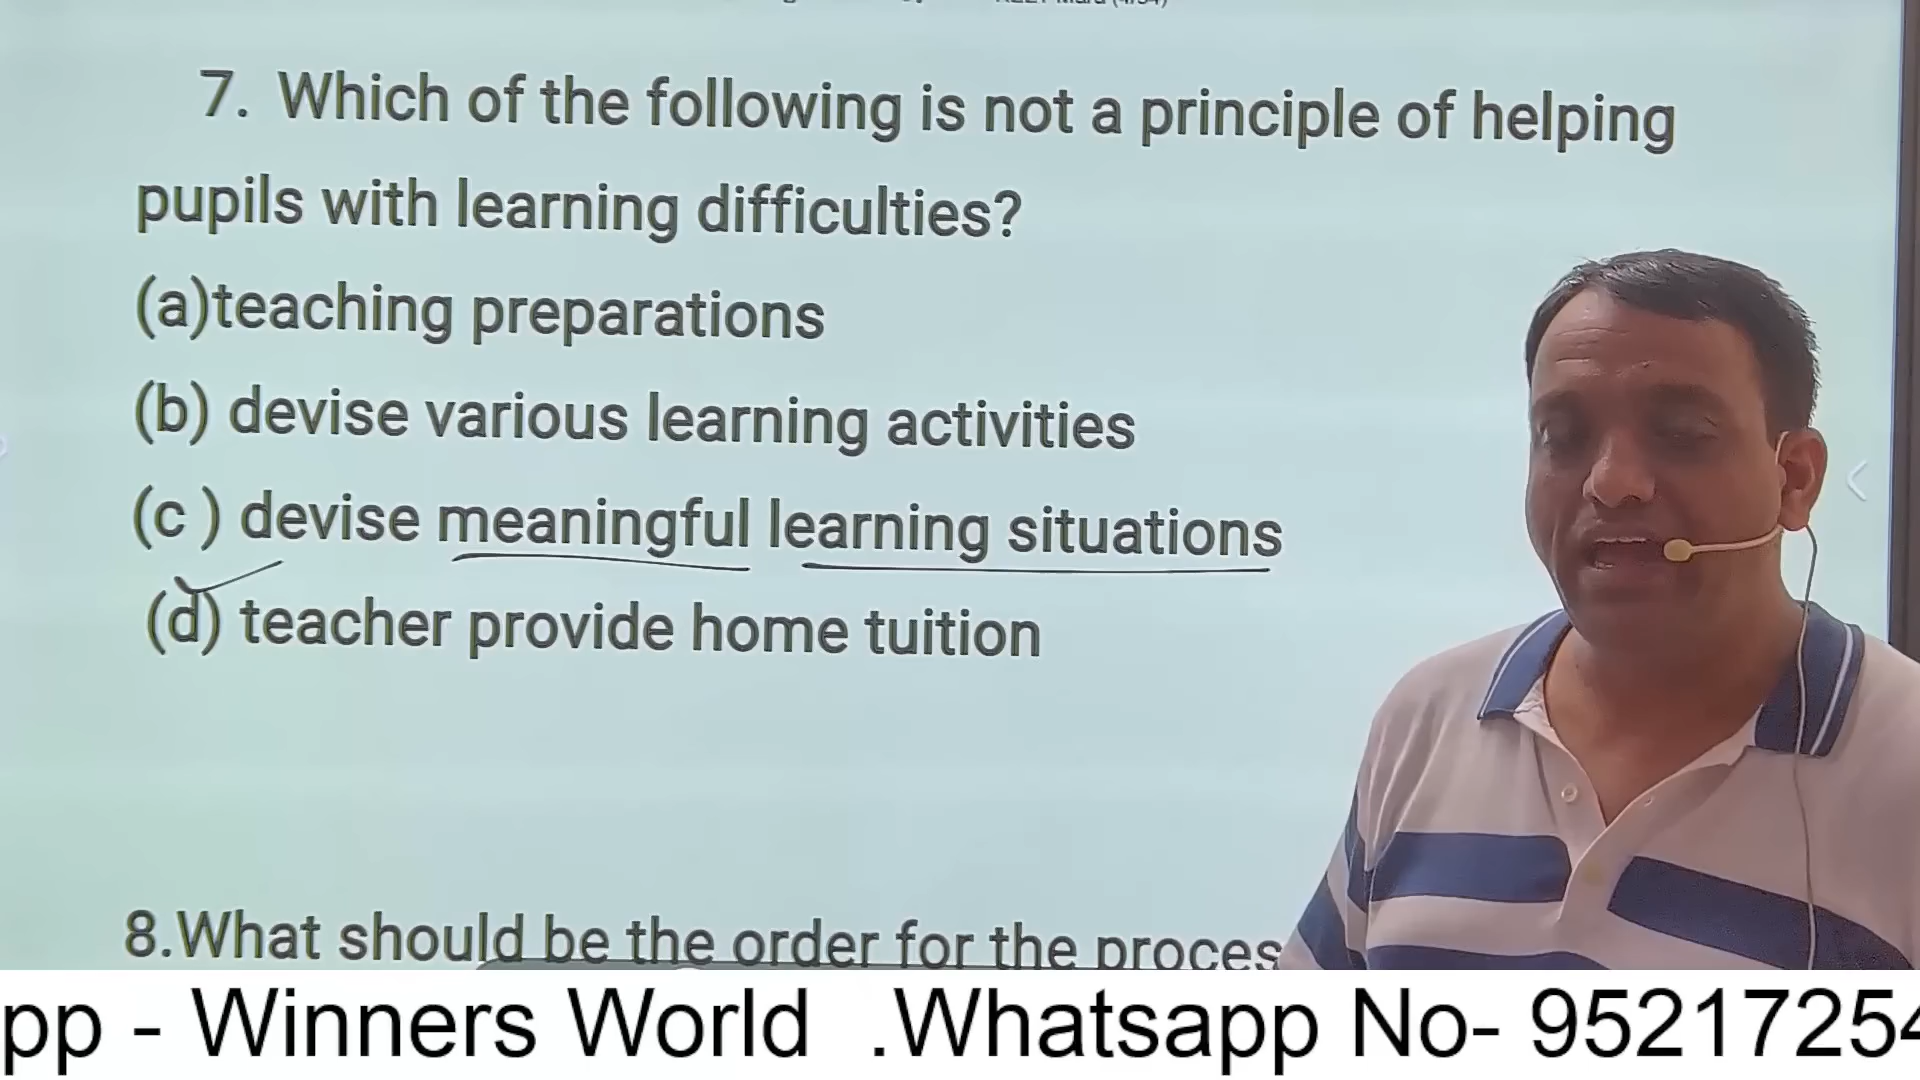 7. Which of the following is not a principle of helping
pupils with learning difficulties?
(a)teaching preparations
(b) devise various learning activities
(c ) devise meaningful learning situations
(d) teacher provide home tuition
8.What should be the order for the proces
pp - Winners World .Whatsapp No- 9521725